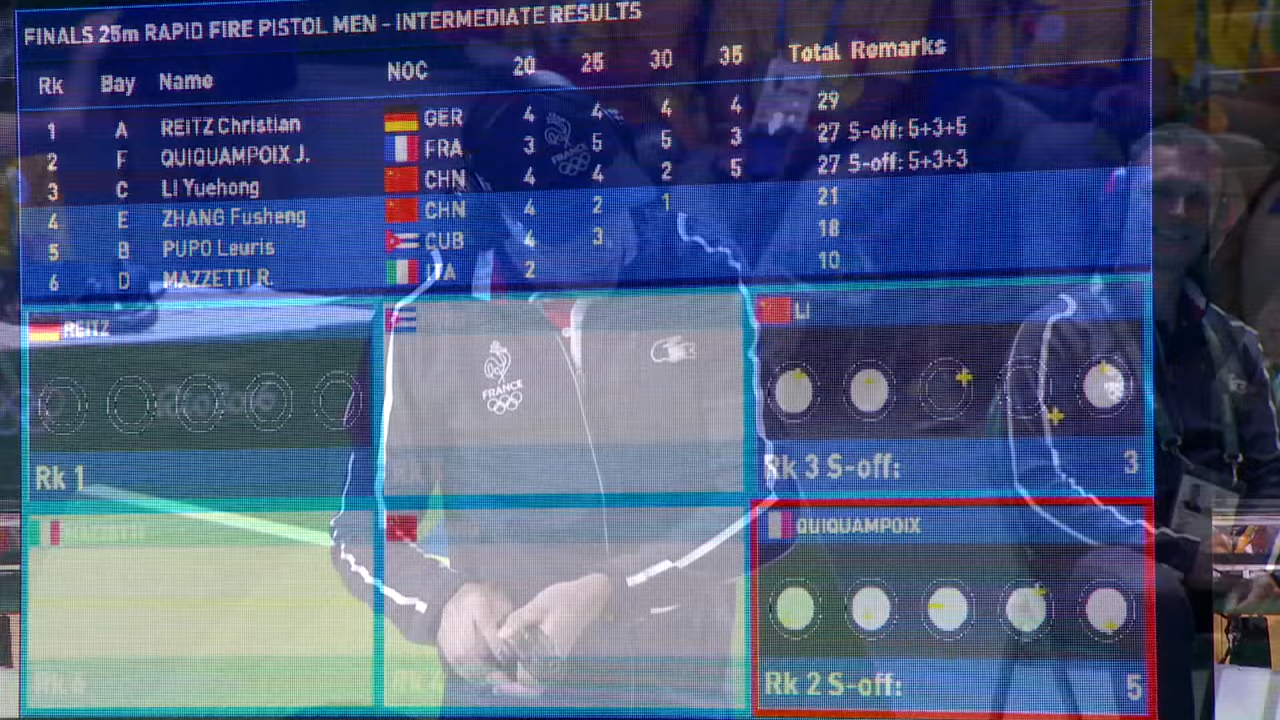 FINALS 25m RAPID FIRE PISTOL MEN - INTERMEDIATE RESULTS
Rk Bay Name NOC 20 25 30 35 Total Remarks
1 A REITZ Christian GER 4 4 4 4 29
2 F QUIQUAMPOIX J. FRA 3 5 5 3 27 S-off: 5+3+5
3 C LI Yuehong CHN 4 4 2 5 27 S-off: 5+3+3
4 E ZHANG Fusheng CHN 4 2 1 21
5 B PUPO Leuris CUB 4 3 18
6 D MAZZETTI R. ITA 2 10
FRANCE
REITZ
LI
FRANCE
Rk 1
Rk 3 S-off: 3
QUIQUAMPOIX
Rk 6
Rk 2 S-off: 5